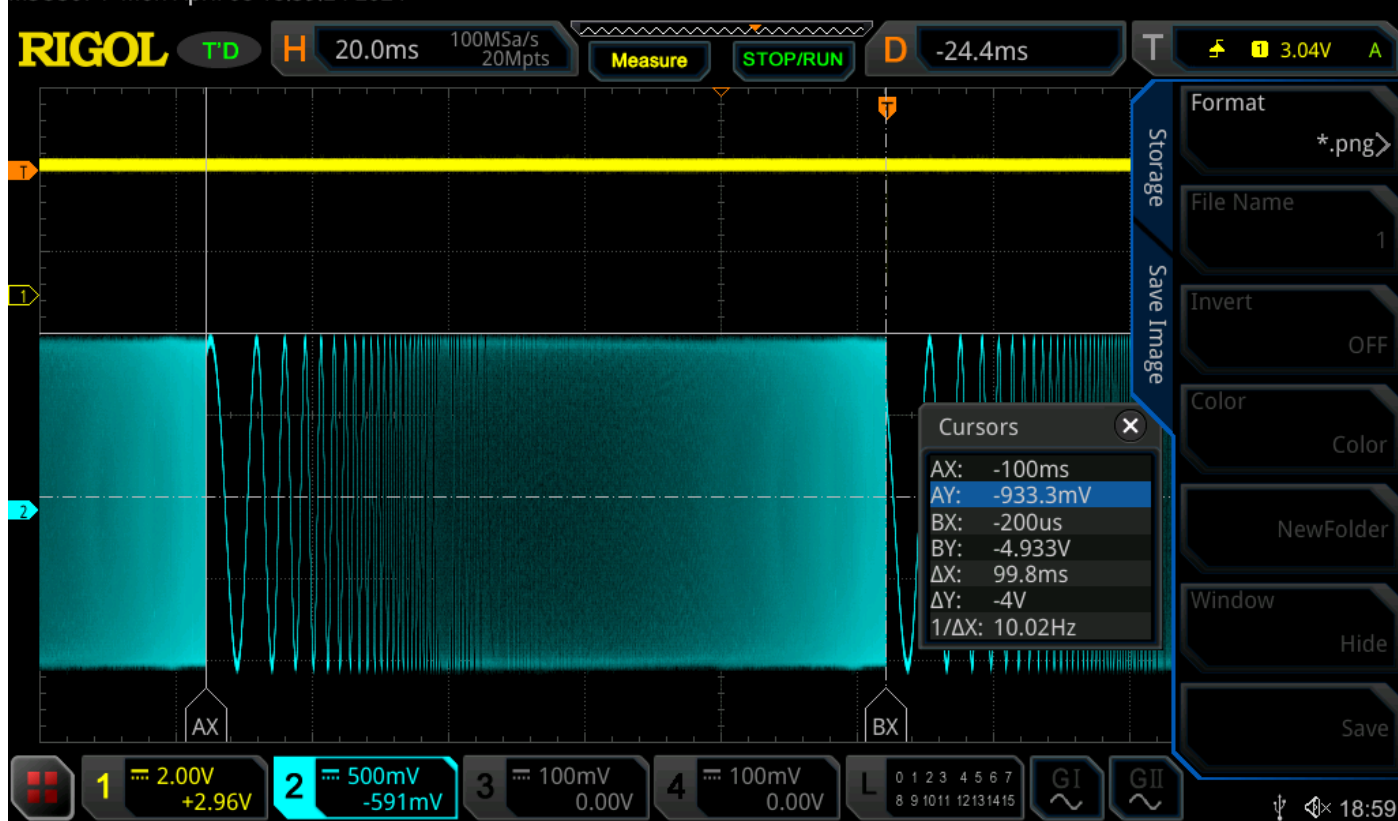 RIGOL T'D H 20.0ms 100MSa/s 20Mpts Measure STOP/RUN D -24.4ms T 1 3.04V A
T
T
1
2
AX
BX
Cursors
AX: -100ms
AY: -933.3mV
BX: -200us
BY: -4.933V
ΔX: 99.8ms
ΔY: -4V
1/ΔX: 10.02Hz
Storage
Save Image
Format
*.png
File Name
1
Invert
OFF
Color
Color
NewFolder
Window
Hide
Save
1 2.00V +2.96V
2 500mV -591mV
3 100mV 0.00V
4 100mV 0.00V
L 0 1 2 3 4 5 6 7
8 9 10 11 12 13 14 15
GI
GII
18:59